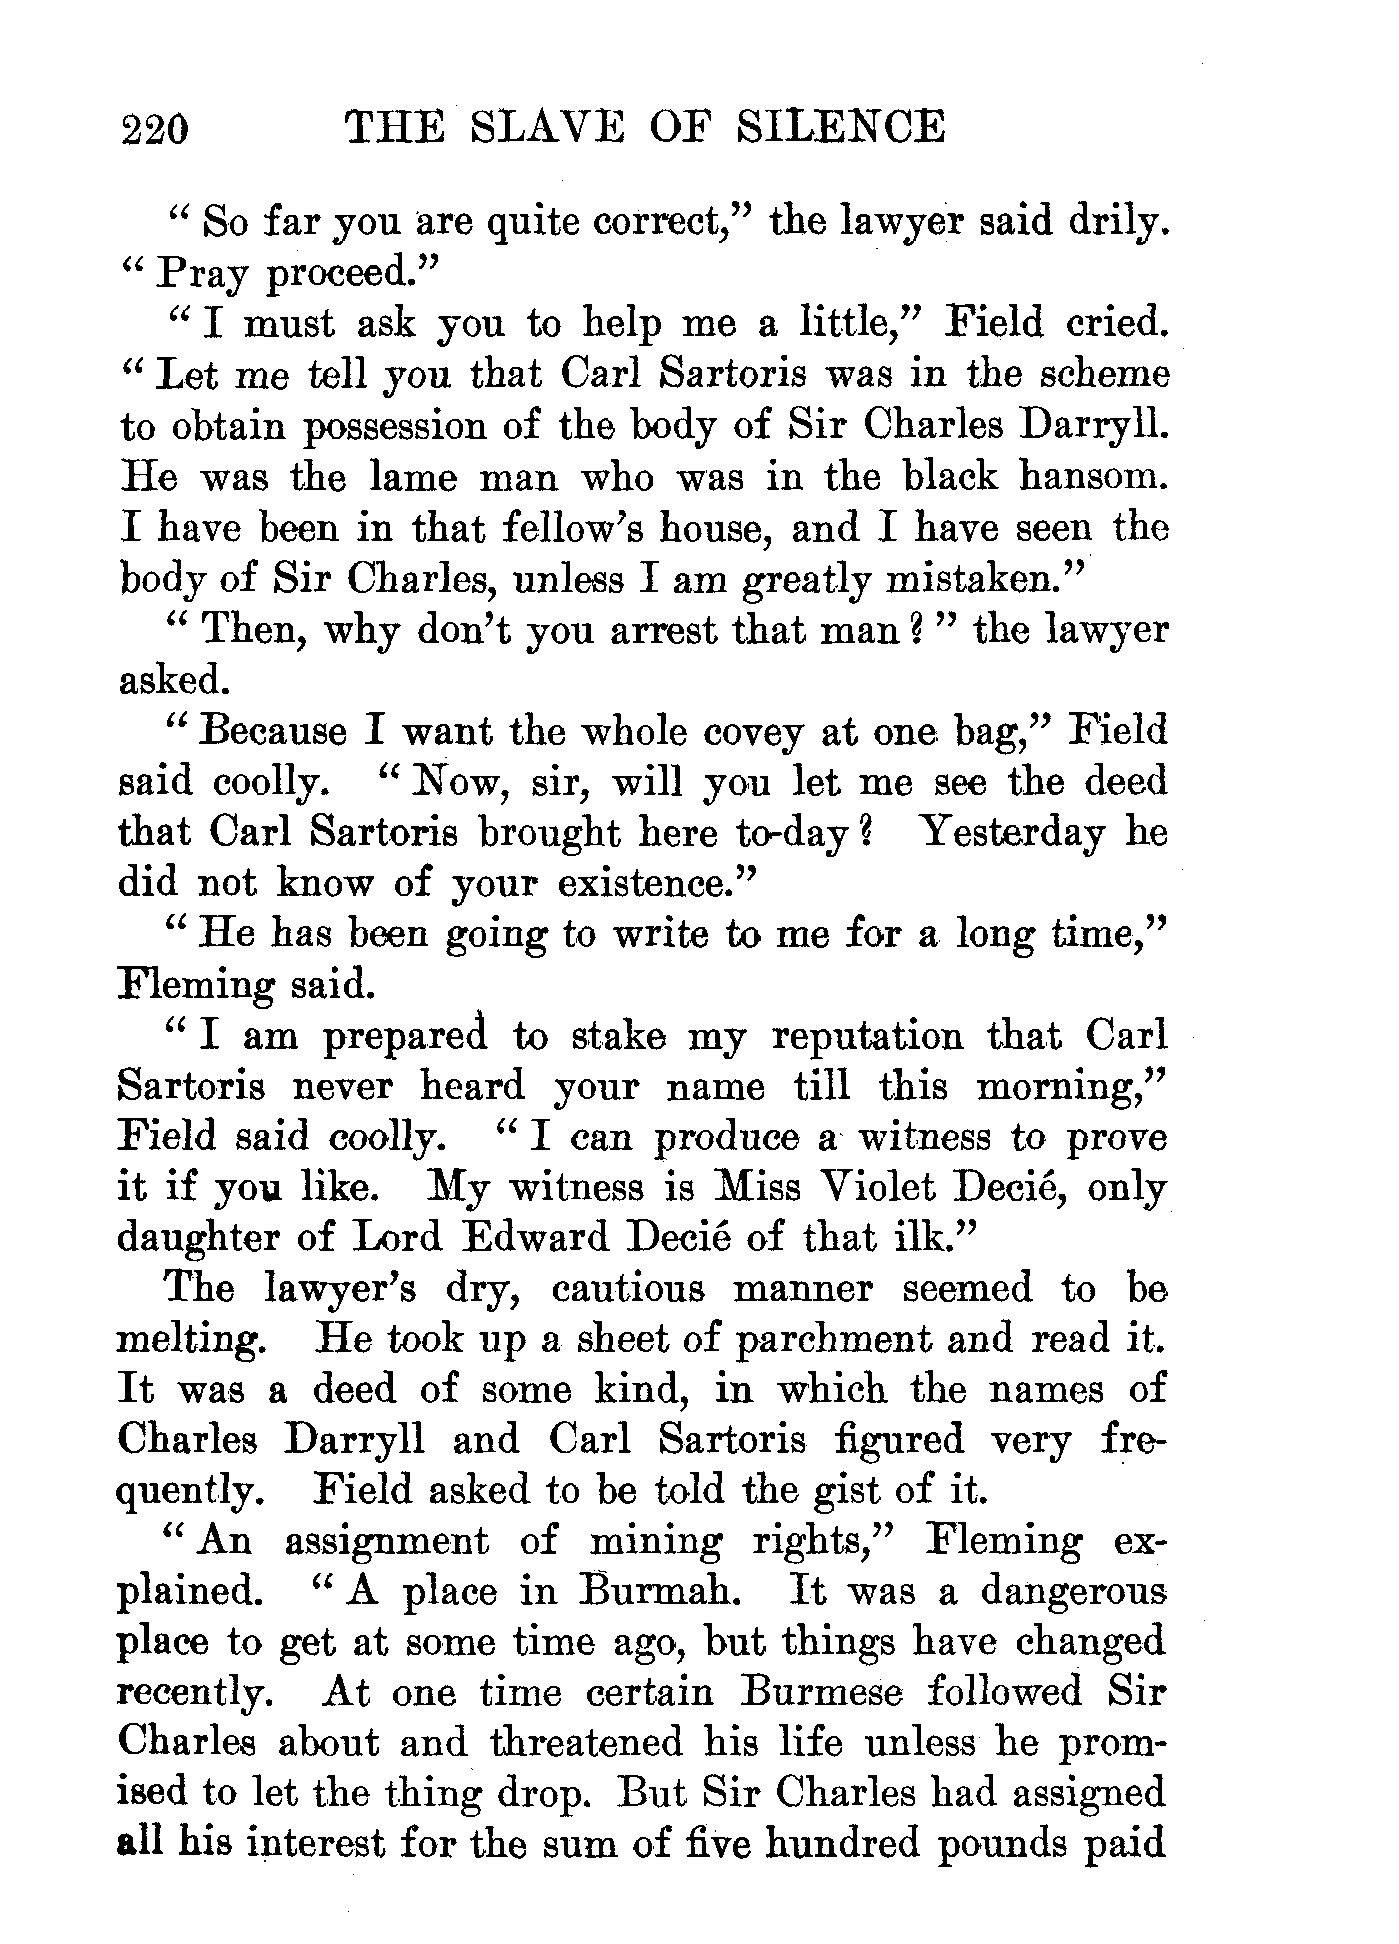 220 THE SLAVE OF SILENCE
“ So far you are quite correct,” the lawyer said drily.
“ Pray proceed.”
“ I must ask you to help me a little,” Field cried.
“ Let me tell you that Carl Sartoris was in the scheme
to obtain possession of the body of Sir Charles Darryll.
He was the lame man who was in the black hansom.
I have been in that fellow’s house, and I have seen the
body of Sir Charles, unless I am greatly mistaken.”
“ Then, why don’t you arrest that man ? ” the lawyer
asked.
“ Because I want the whole covey at one bag,” Field
said coolly. “ Now, sir, will you let me see the deed
that Carl Sartoris brought here to-day ? Yesterday he
did not know of your existence.”
“ He has been going to write to me for a long time,”
Fleming said.
“ I am prepared to stake my reputation that Carl
Sartoris never heard your name till this morning,”
Field said coolly. “ I can produce a witness to prove
it if you like. My witness is Miss Violet Decié, only
daughter of Lord Edward Decié of that ilk.”
The lawyer’s dry, cautious manner seemed to be
melting. He took up a sheet of parchment and read it.
It was a deed of some kind, in which the names of
Charles Darryll and Carl Sartoris figured very fre-
quently. Field asked to be told the gist of it.
“ An assignment of mining rights,” Fleming ex-
plained. “ A place in Burmah. It was a dangerous
place to get at some time ago, but things have changed
recently. At one time certain Burmese followed Sir
Charles about and threatened his life unless he prom-
ised to let the thing drop. But Sir Charles had assigned
all his interest for the sum of five hundred pounds paid